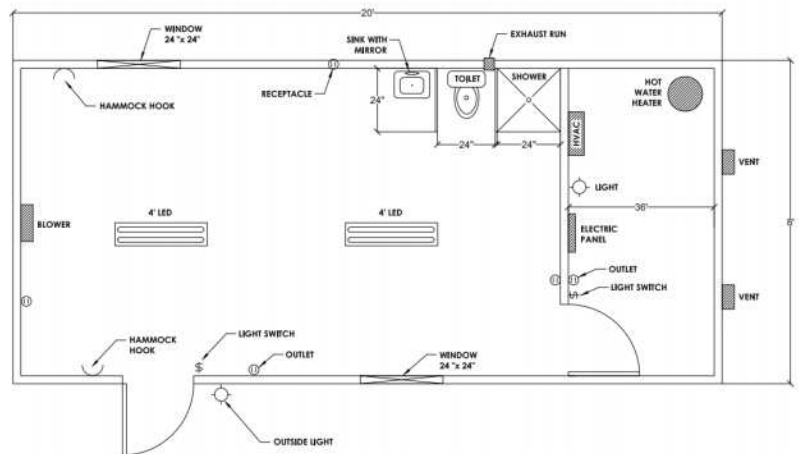 20'
WINDOW
24 "x 24"
SINK WITH
MIRROR
EXHAUST RUN
HAMMOCK HOOK
RECEPTACLE
TOILET
SHOWER
HOT
WATER
HEATER
24"
24"
24"
HVAC
VENT
LIGHT
36'
8'
BLOWER
4' LED
4' LED
ELECTRIC
PANEL
OUTLET
LIGHT SWITCH
$
VENT
HAMMOCK
HOOK
LIGHT SWITCH
$
OUTLET
WINDOW
24 "x 24"
OUTSIDE LIGHT